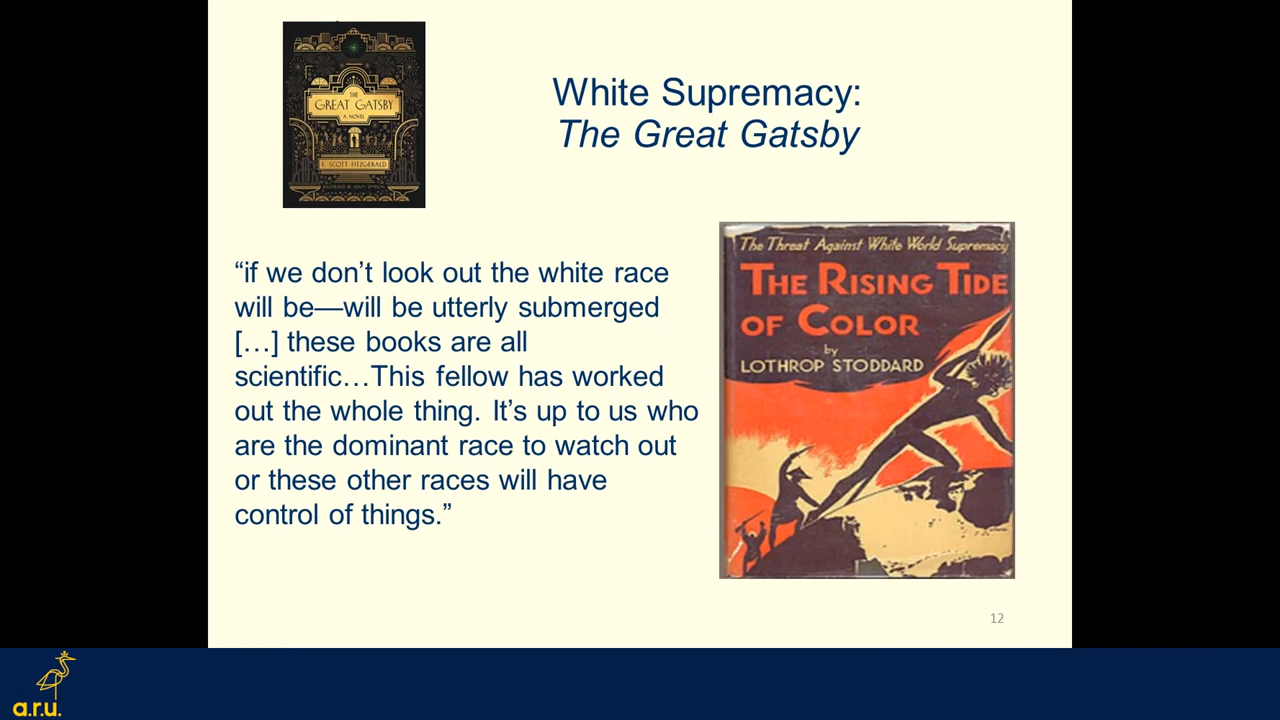 THE
GREAT GATSBY
A NOVEL
F. SCOTT FITZGERALD
White Supremacy:
The Great Gatsby
“if we don’t look out the white race
will be—will be utterly submerged
[…] these books are all
scientific…This fellow has worked
out the whole thing. It’s up to us who
are the dominant race to watch out
or these other races will have
control of things.”
The Threat Against White World Supremacy
THE RISING TIDE
OF COLOR
by
LOTHROP STODDARD
12
a.r.u.